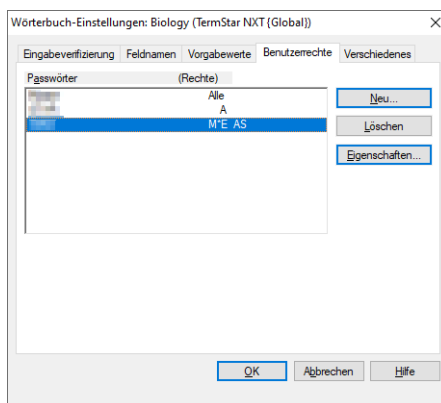 Wörterbuch-Einstellungen: Biology (TermStar NXT {Global})
Eingabeverifizierung Feldnamen Vorgabewerte Benutzerrechte Verschiedenes
Passwörter (Rechte)
Alle
A
M*E AS
Neu...
Löschen
Eigenschaften...
OK Abbrechen Hilfe